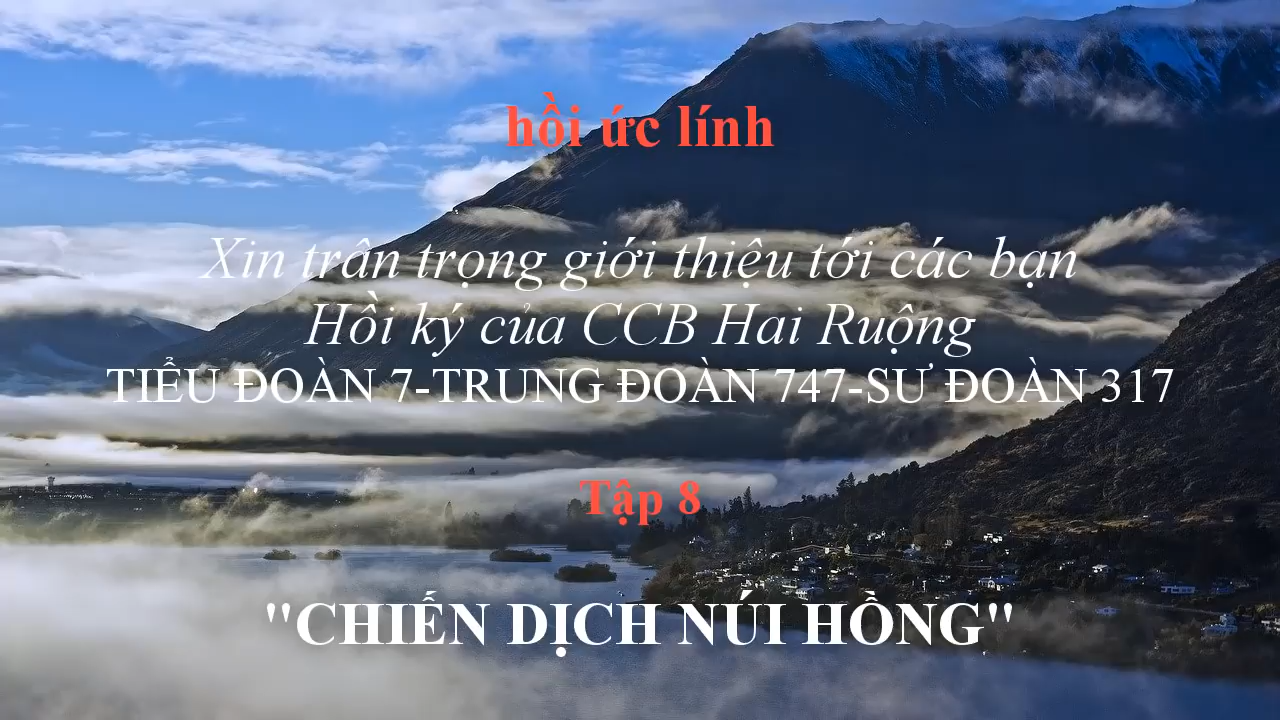 hồi ức lính
Xin trân trọng giới thiệu tới các bạn
Hồi ký của CCB Hai Ruộng
TIỂU ĐOÀN 7-TRUNG ĐOÀN 747-SƯ ĐOÀN 317
Tập 8
"CHIẾN DỊCH NÚI HỒNG"